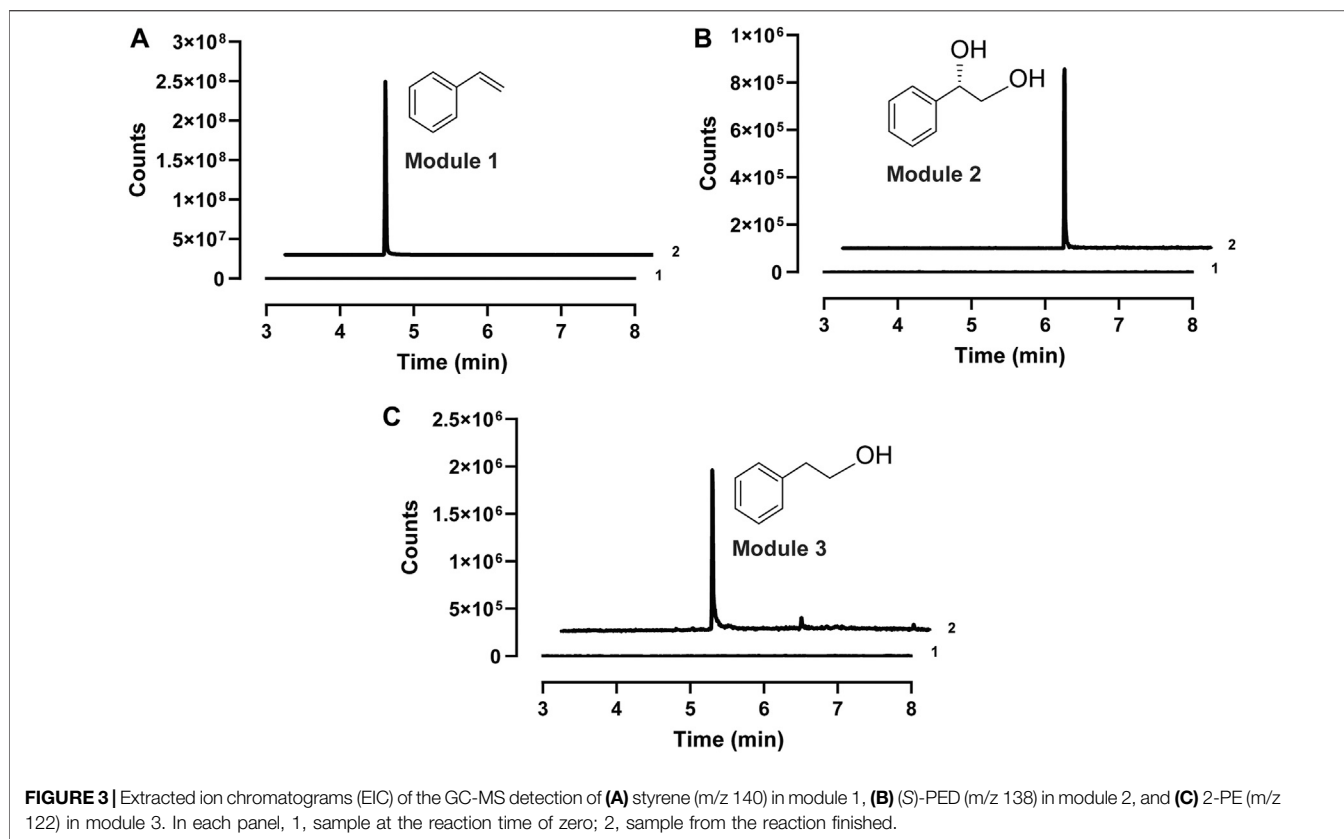 A
3×10⁸
2.5×10⁸
2×10⁸
1.5×10⁸
1×10⁸
5×10⁷
0
Counts
Module 1
2
1
3 4 5 6 7 8
Time (min)
B
1×10⁶
8×10⁵
6×10⁵
4×10⁵
2×10⁵
0
Counts
OH
OH
Module 2
2
1
3 4 5 6 7 8
Time (min)
C
2.5×10⁶
2×10⁶
1.5×10⁶
1×10⁶
5×10⁵
0
Counts
OH
Module 3
2
1
3 4 5 6 7 8
Time (min)
FIGURE 3 | Extracted ion chromatograms (EIC) of the GC-MS detection of (A) styrene (m/z 140) in module 1, (B) (S)-PED (m/z 138) in module 2, and (C) 2-PE (m/z
122) in module 3. In each panel, 1, sample at the reaction time of zero; 2, sample from the reaction finished.